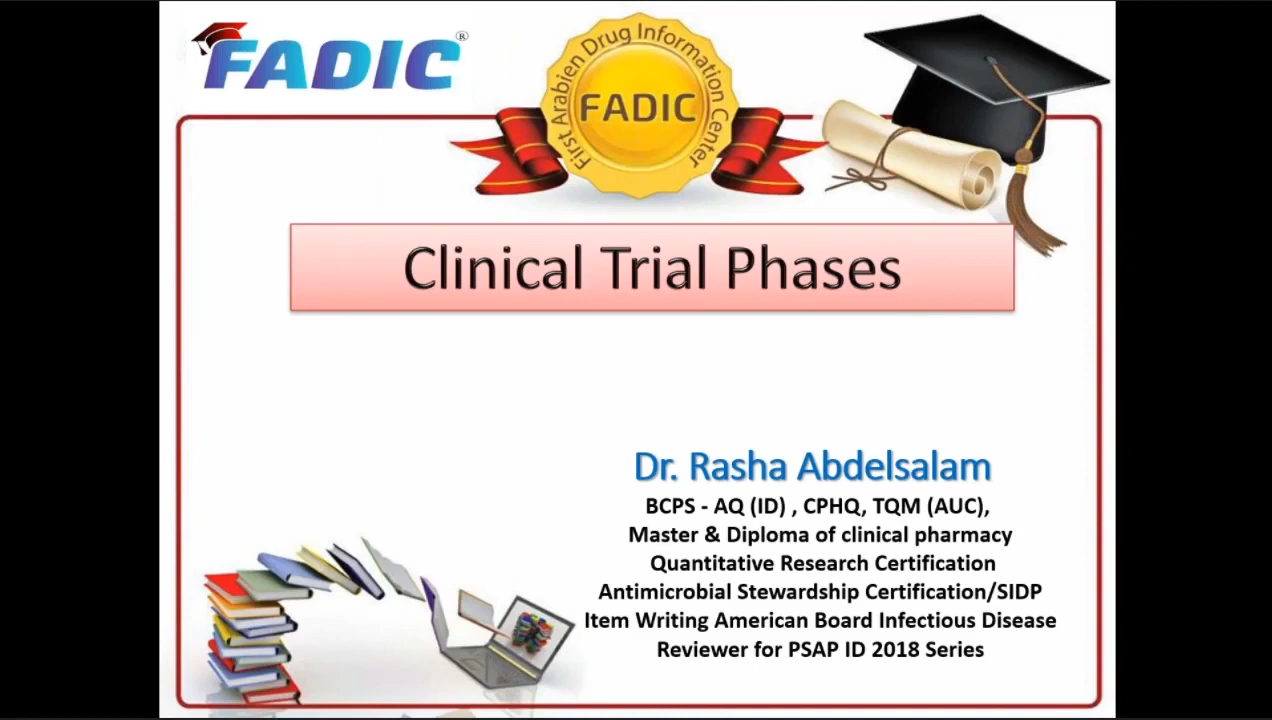 FADIC®
First Arabien Drug Information Center
FADIC
Clinical Trial Phases
Dr. Rasha Abdelsalam
BCPS - AQ (ID) , CPHQ, TQM (AUC),
Master & Diploma of clinical pharmacy
Quantitative Research Certification
Antimicrobial Stewardship Certification/SIDP
Item Writing American Board Infectious Disease
Reviewer for PSAP ID 2018 Series